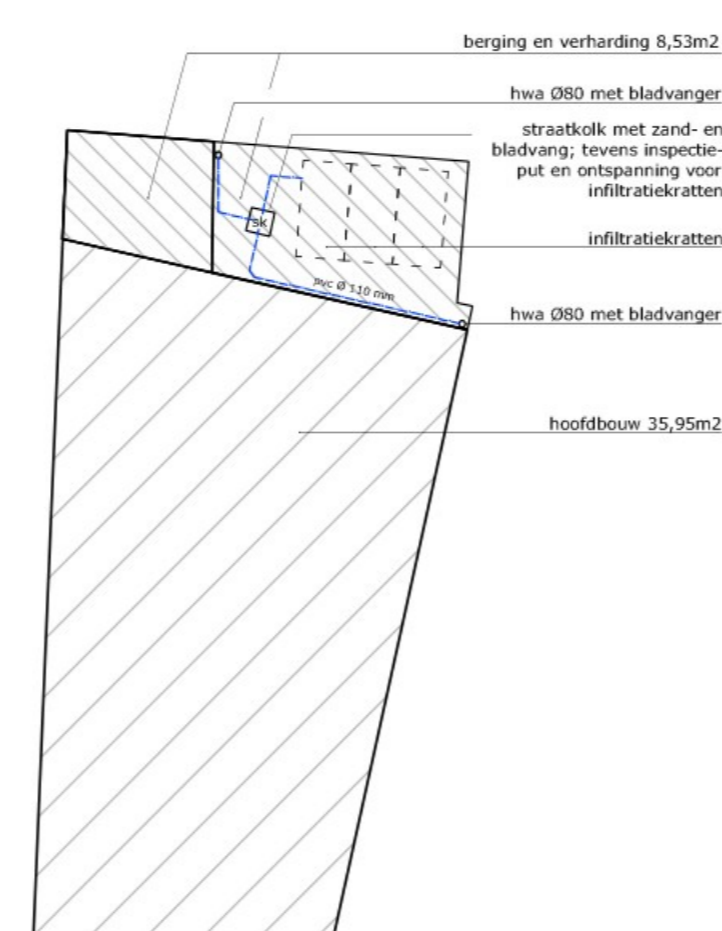 berging en verharding 8,53m2
hwa Ø80 met bladvanger
straatkolk met zand- en
bladvang; tevens inspectie-
put en ontspanning voor
infiltratiekratten
sk
infiltratiekratten
pvc Ø 110 mm
hwa Ø80 met bladvanger
hoofdbouw 35,95m2